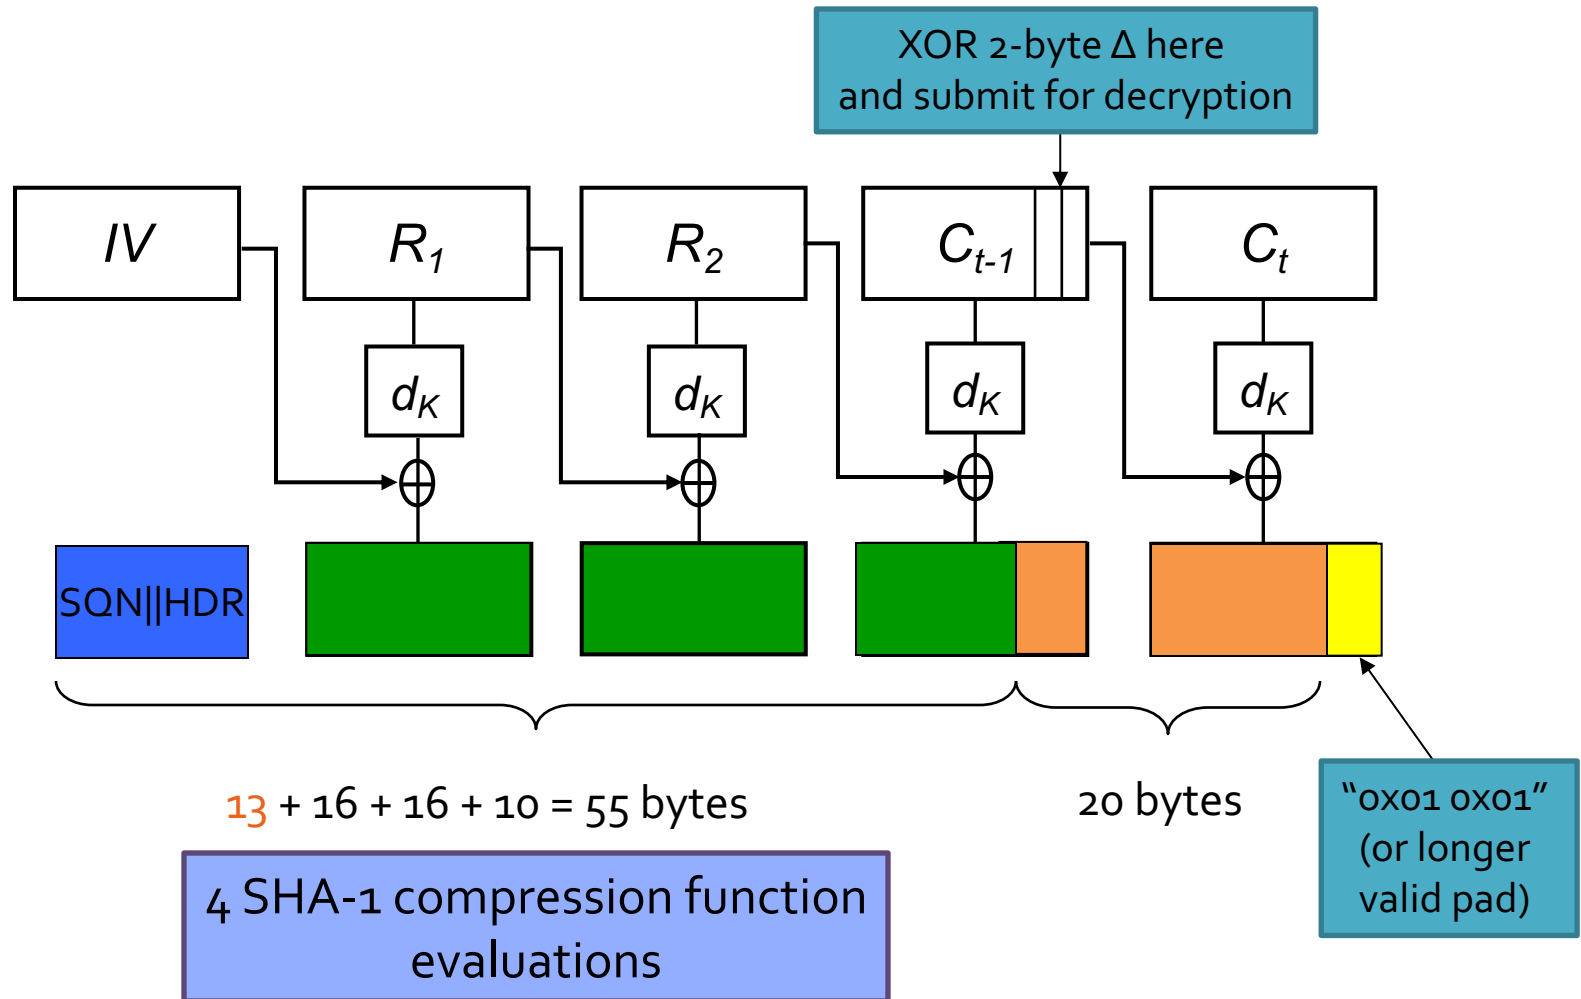 XOR 2-byte Δ here
and submit for decryption
IV
R1
R2
Ct-1
Ct
dK
dK
dK
dK
SQN||HDR
13 + 16 + 16 + 10 = 55 bytes
20 bytes
4 SHA-1 compression function
evaluations
“0x01 0x01”
(or longer
valid pad)